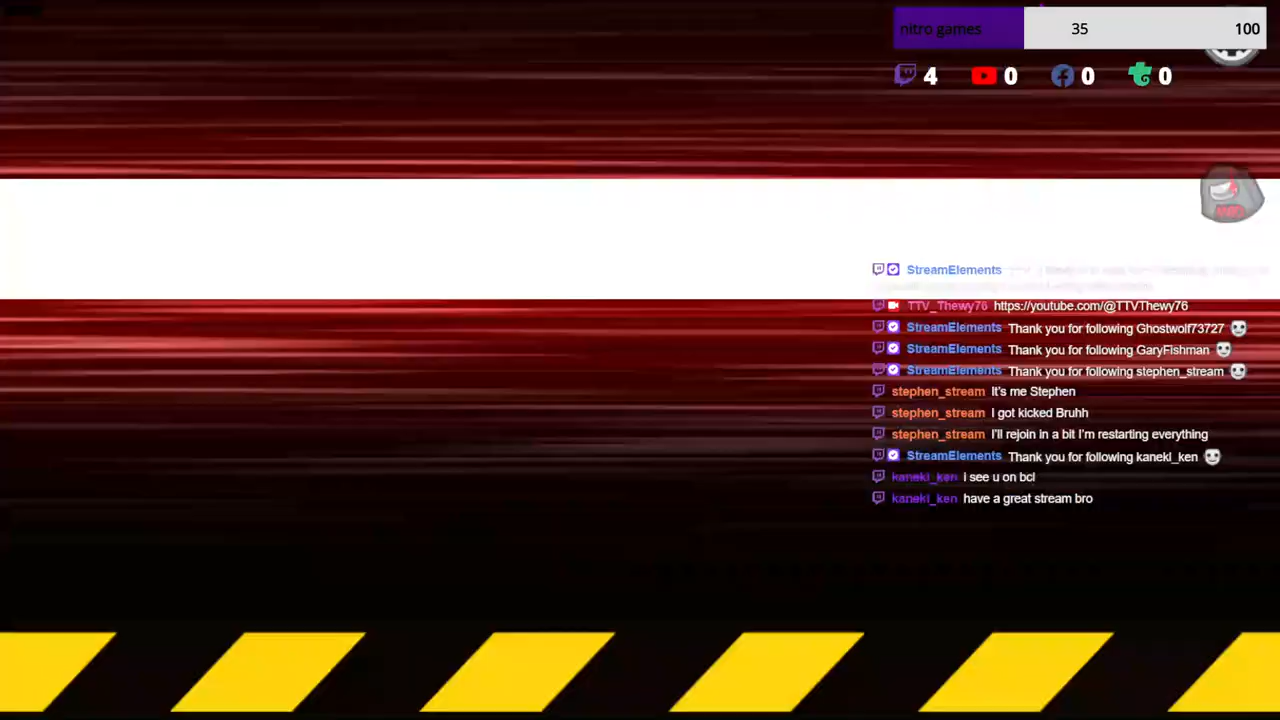 nitro games 35 100
4 0 0 0
StreamElements
TTV_Thewy76 https://youtube.com/@TTVThewy76
StreamElements Thank you for following Ghostwolf73727
StreamElements Thank you for following GaryFishman
StreamElements Thank you for following stephen_stream
stephen_stream It's me Stephen
stephen_stream I got kicked Bruhh
stephen_stream I'll rejoin in a bit I'm restarting everything
StreamElements Thank you for following kaneki_ken
kaneki_ken I see u on bcl
kaneki_ken have a great stream bro